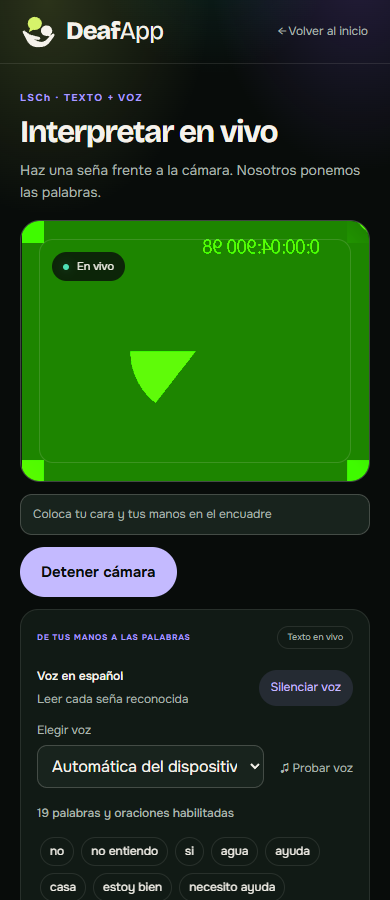 DeafApp
← Volver al inicio
LSCh · TEXTO + VOZ
Interpretar en vivo
Haz una seña frente a la cámara. Nosotros ponemos
las palabras.
En vivo
Coloca tu cara y tus manos en el encuadre
Detener cámara
DE TUS MANOS A LAS PALABRAS
Texto en vivo
Voz en español
Leer cada seña reconocida
Silenciar voz
Elegir voz
Automática del dispositiv
♫ Probar voz
19 palabras y oraciones habilitadas
no
no entiendo
si
agua
ayuda
casa
estoy bien
necesito ayuda